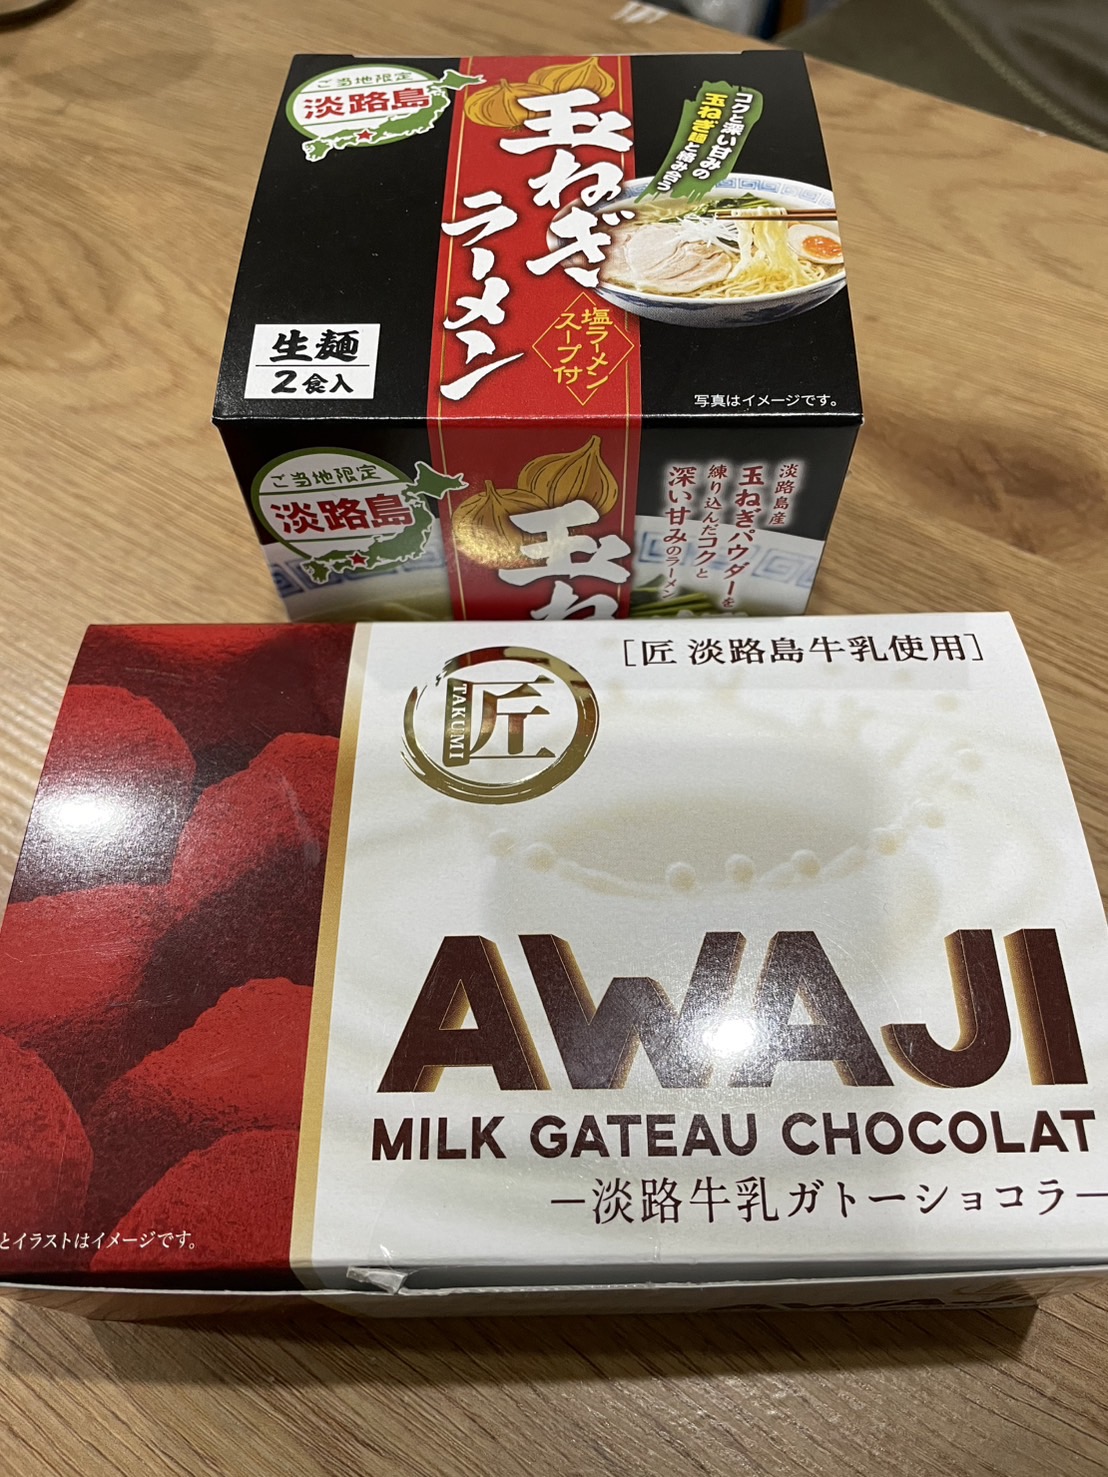 ご当地限定
淡路島
玉ねぎ
ラーメン
コクと深い甘みの
玉ねぎ麺と絡み合う
塩ラーメン
スープ付
生麺
2食入
写真はイメージです。
ご当地限定
淡路島
玉ね
淡路島産
玉ねぎパウダーを
練り込んだコクと
深い甘みのラーメン
[匠 淡路島牛乳使用]
匠
TAKUMI
AWAJI
MILK GATEAU CHOCOLAT
－淡路牛乳ガトーショコラ－
とイラストはイメージです。